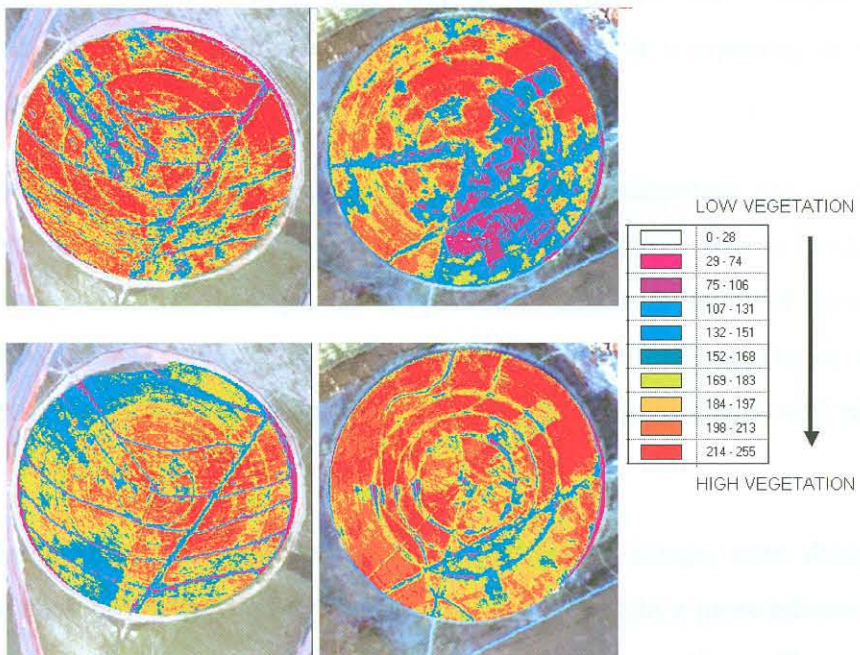 LOW VEGETATION
0 - 28
29 - 74
75 - 106
107 - 131
132 - 151
152 - 168
169 - 183
184 - 197
198 - 213
214 - 255
HIGH VEGETATION